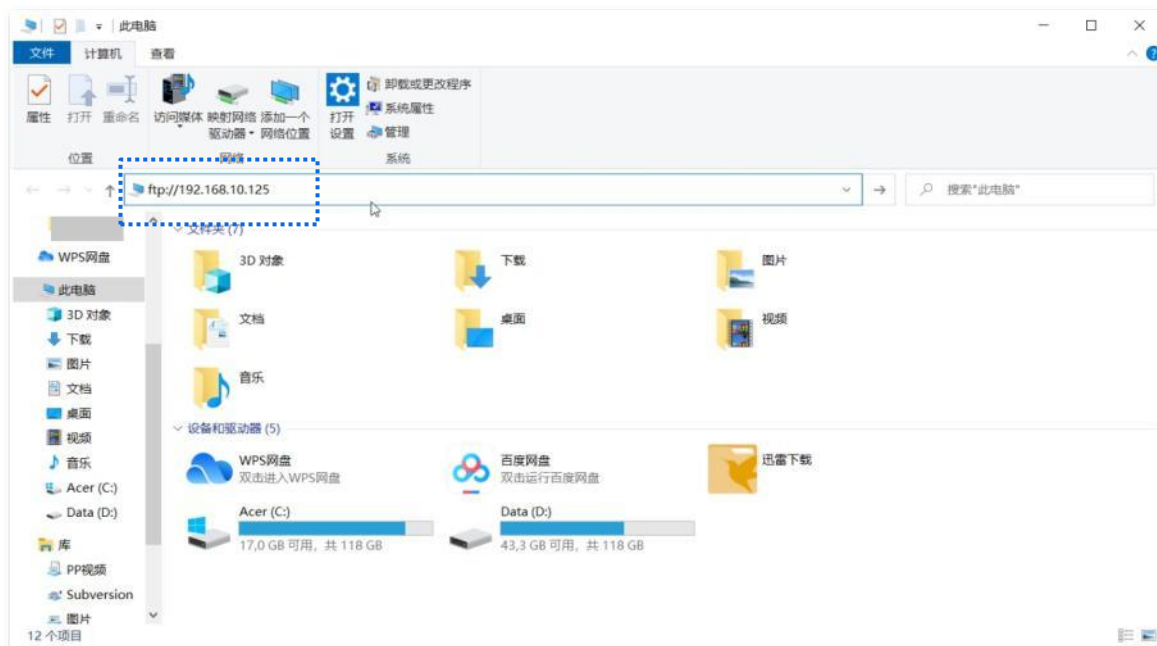 此电脑
文件 计算机 查看
属性 打开 重命名 访问媒体 映射网络 添加一个 打开 卸载或更改程序
驱动器 网络位置 设置 系统属性
管理
位置 网络 系统
ftp://192.168.10.125 搜索"此电脑"
文件夹 (7)
WPS网盘
此电脑
3D 对象
下载
图片
文档
桌面
视频
音乐
Acer (C:)
Data (D:)
库
PP视频
Subversion
图片
3D 对象 下载 图片
文档 桌面 视频
音乐
设备和驱动器 (5)
WPS网盘 百度网盘 迅雷下载
双击进入WPS网盘 双击运行百度网盘
Acer (C:) Data (D:)
17,0 GB 可用, 共 118 GB 43,3 GB 可用, 共 118 GB
12 个项目